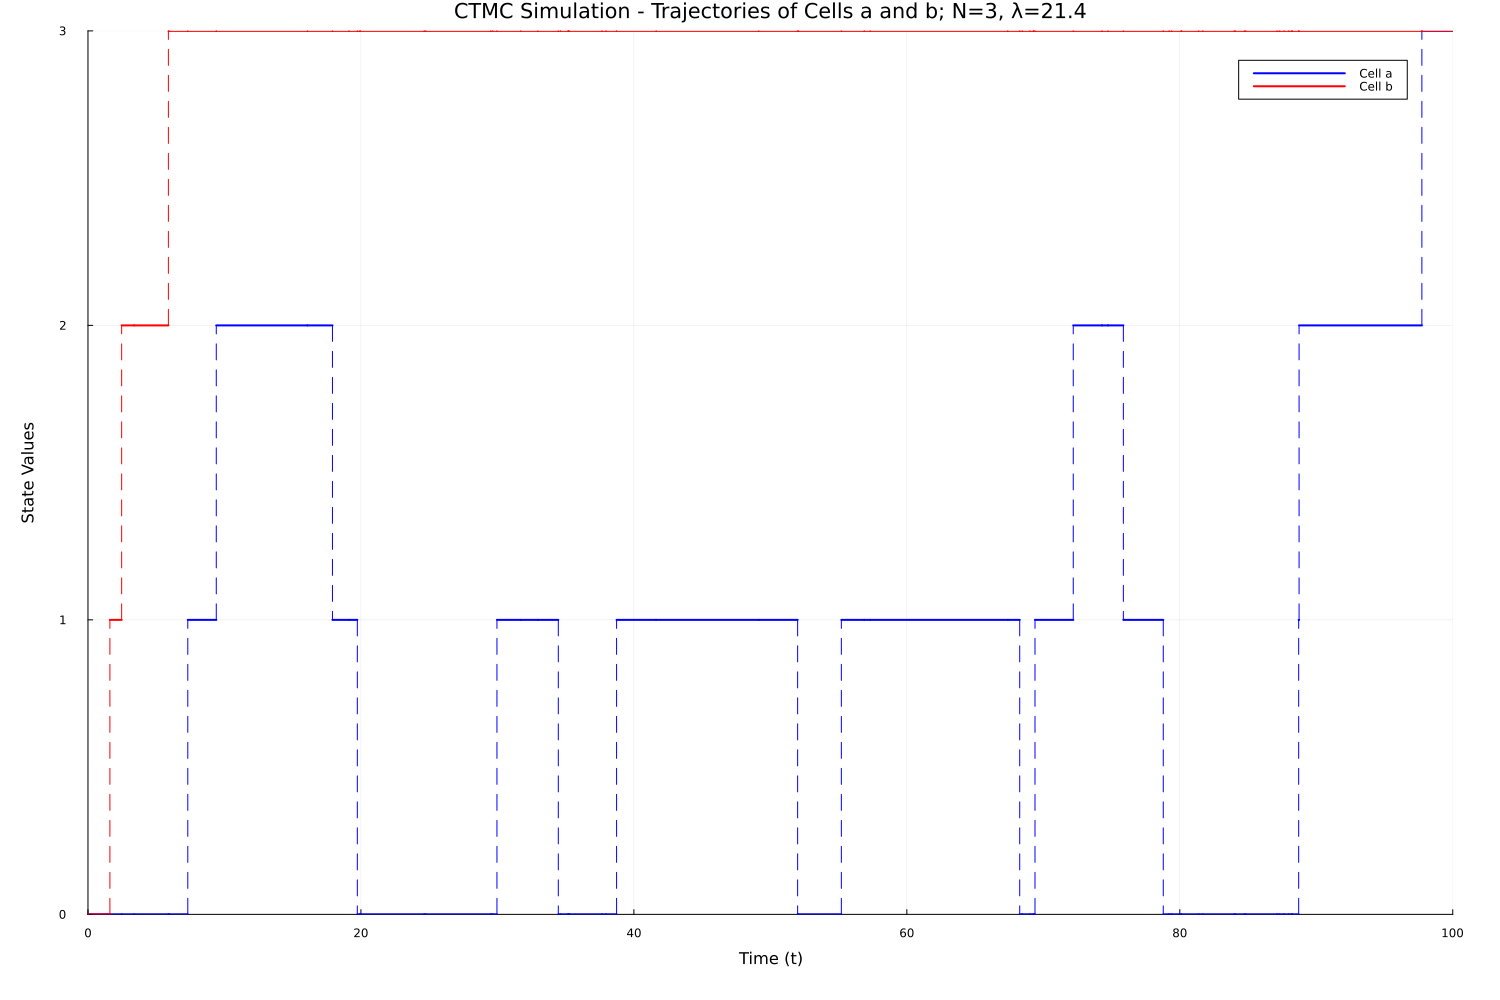 CTMC Simulation - Trajectories of Cells a and b; N=3, λ=21.4
3
Cell a
Cell b
2
State Values
1
0
0 20 40 60 80 100
Time (t)